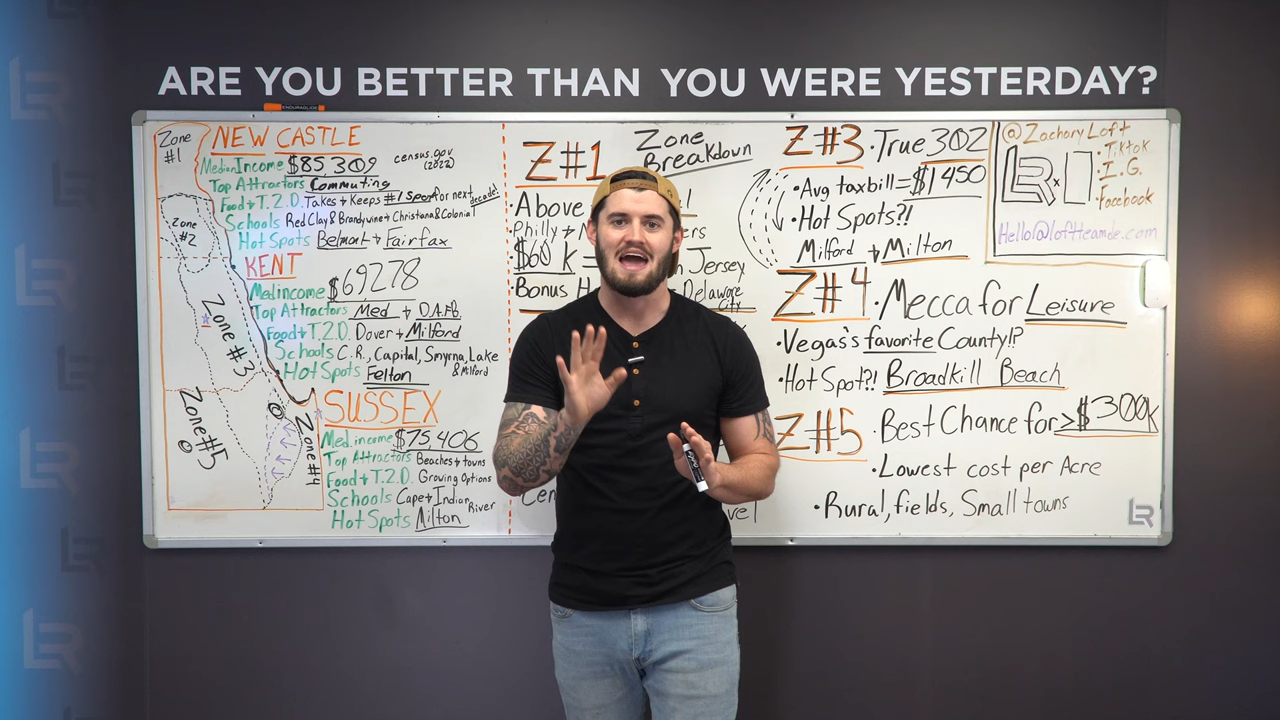 ARE YOU BETTER THAN YOU WERE YESTERDAY?
Zone
#1
Zone
#2
Zone #3
Zone #5
Zone #4
NEW CASTLE
Median Income $85,309
census.gov
(2022)
Top Attractors Commuting
Food + T.2.D. Takes + Keeps #1 Spot for next decade!
Schools Red Clay & Brandywine + Christana & Colonial
Hot Spots Belmont + Fairfax
KENT
Med income $69278
Top Attractors Med + D.A.F.B.
Food + T.2.D. Dover + Milford
Schools C.R., Capital, Smyrna, Lake
& Milford
Hot Spots Felton
SUSSEX
Med. income $75,406
Top Attractors Beaches + towns
Food + T.2.D Growing Options
Schools Cape + Indian River
Hot Spots Milton
Zone
Breakdown
Z#1
Above
Philly +
$60 K
Jersey
Bonus
Delaware
City
Z#3 • True 302
• Avg tax bill = $1450
• Hot Spots?!
Milford + Milton
Z#4 • Mecca for Leisure
• Vegas's favorite County!?
• Hot Spot?! Broadkill Beach
Z#5 • Best Chance for >$300k
• Lowest cost per Acre
• Rural, fields, Small towns
@ZacharyLoft
LR x
• Tiktok
• I.G.
• Facebook
Hello!@loftteamde.com
LR